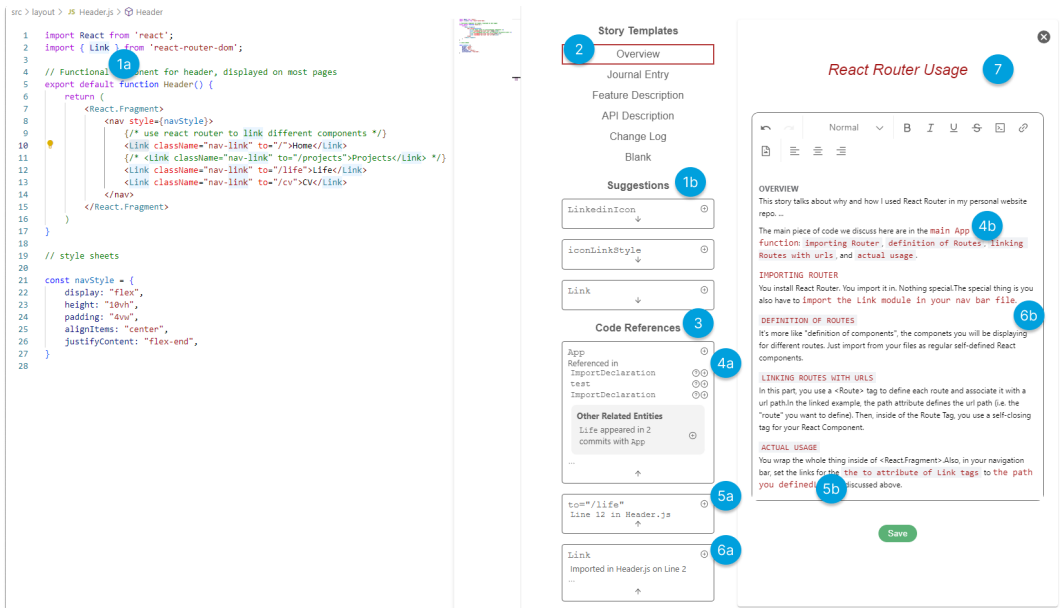 src > layout > JS Header.js > Header
1 import React from 'react';
2 import { Link } from 'react-router-dom';
3
1a
4 // Functional nent for header, displayed on most pages
5 export default function Header() {
6 return (
7 <React.Fragment>
8 <nav style={navStyle}>
9 {/* use react router to link different components */}
10 <Link className="nav-link" to="/">Home</Link>
11 {/* <Link className="nav-link" to="/projects">Projects</Link> */}
12 <Link className="nav-link" to="/life">Life</Link>
13 <Link className="nav-link" to="/cv">CV</Link>
14 </nav>
15 </React.Fragment>
16 )
17 }
18
19 // style sheets
20
21 const navStyle = {
22 display: "flex",
23 height: "10vh",
24 padding: "4vw",
25 alignItems: "center",
26 justifyContent: "flex-end",
27 }
28
Story Templates
2
Overview
Journal Entry
Feature Description
API Description
Change Log
Blank
Suggestions
1b
LinkedinIcon
iconLinkStyle
Link
Code References
3
App
4a
Referenced in
ImportDeclaration
test
ImportDeclaration
Other Related Entities
Life appeared in 2
commits with App
...
to="/life"
5a
Line 12 in Header.js
Link
6a
Imported in Header.js on Line 2
...
React Router Usage
7
Normal
B I U S
OVERVIEW
This story talks about why and how I used React Router in my personal website
repo. ...
4b
The main piece of code we discuss here are in the main App
function: importing Router, definition of Routes, linking
Routes with urls, and actual usage.
IMPORTING ROUTER
You install React Router. You import it in. Nothing special.The special thing is you
also have to import the Link module in your nav bar file.
6b
DEFINITION OF ROUTES
It's more like "definition of components", the componets you will be displaying
for different routes. Just import from your files as regular self-defined React
components.
LINKING ROUTES WITH URLS
In this part, you use a <Route> tag to define each route and associate it with a
url path.In the linked example, the path attribute defines the url path (i.e. the
"route" you want to define). Then, inside of the Route Tag, you use a self-closing
tag for your React Component.
ACTUAL USAGE
You wrap the whole thing inside of <React.Fragment>.Also, in your navigation
bar, set the links for the the to attribute of Link tags to the path
you defined discussed above.
5b
Save